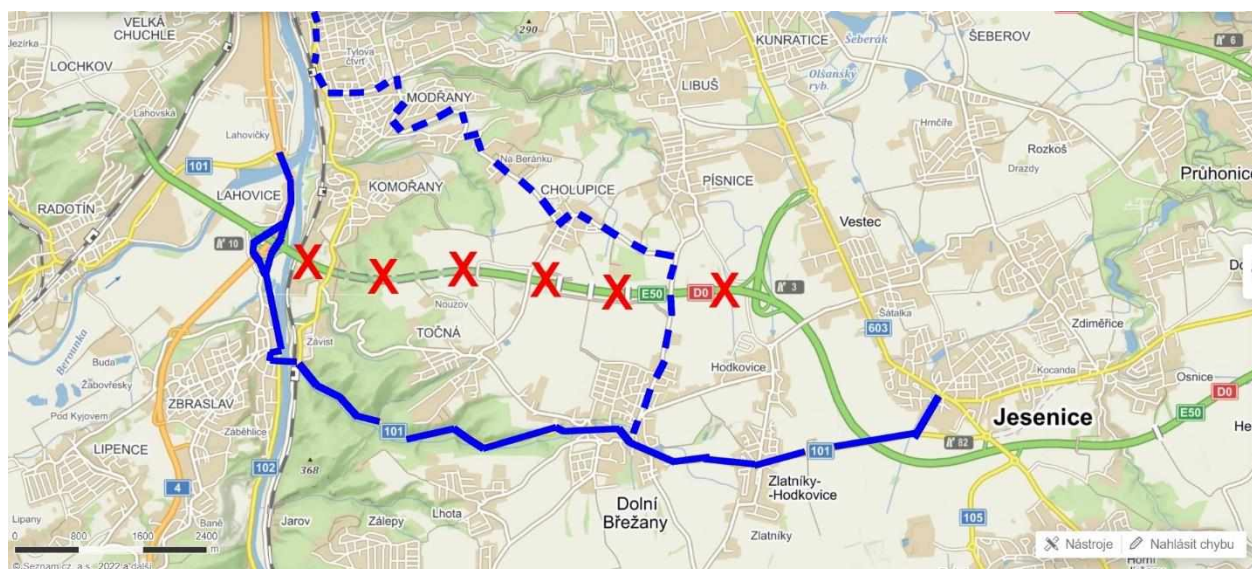 VELKÁ
CHUCHLE
Jezírka
LOCHKOV
Lahovská
Lahovičky
101
LAHOVICE
RADOTÍN
10
Berounka
Buda
Žabovřesky
Pod Kyjovem
ZBRASLAV
Záběhlice
LIPENCE
4
102
Lipany
Baně
Jarov
368
Závist
Zálepy
Lhota
Tylova
čtvrť
MODŘANY
290
LIBUŠ
KUNRATICE
Šeberák
ŠEBEROV
6
Olšanský
ryb.
Hrnčíře
Rozkoš
Drazdy
Průhonice
Na Beránku
KOMOŘANY
CHOLUPICE
PÍSNICE
Vestec
X X X X X X
E50
D0
3
Nouzov
TOČNÁ
Hodkovice
603
Šátalka
Zdiměřice
Kocanda
Osnice
D0
E50
Jesenice
101
101
82
Dolní
Břežany
Zlatníky-
-Hodkovice
Zlatníky
105
Horní
0 800 1600 2400
m
© Seznam.cz, a.s., 2022 a další
Nástroje
Nahlásit chybu